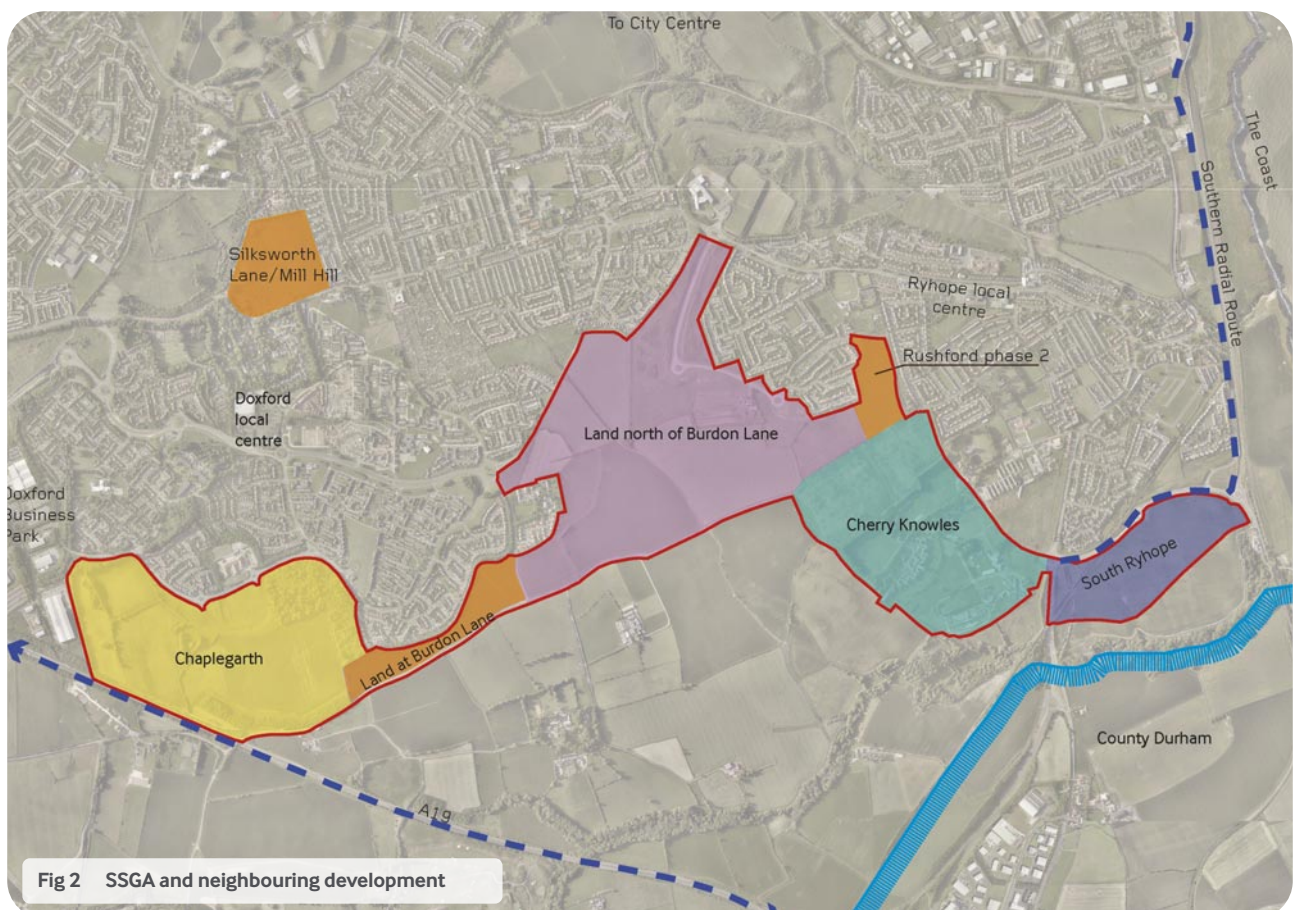 To City Centre
The Coast
Southern Radial Route
Silksworth
Lane/Mill Hill
Ryhope local
centre
Rushford phase 2
Doxford
local
centre
Land north of Burdon Lane
Doxford
Business
Park
Cherry Knowles
South Ryhope
Chaplegarth
Land at Burdon Lane
County Durham
A19
Fig 2 SSGA and neighbouring development